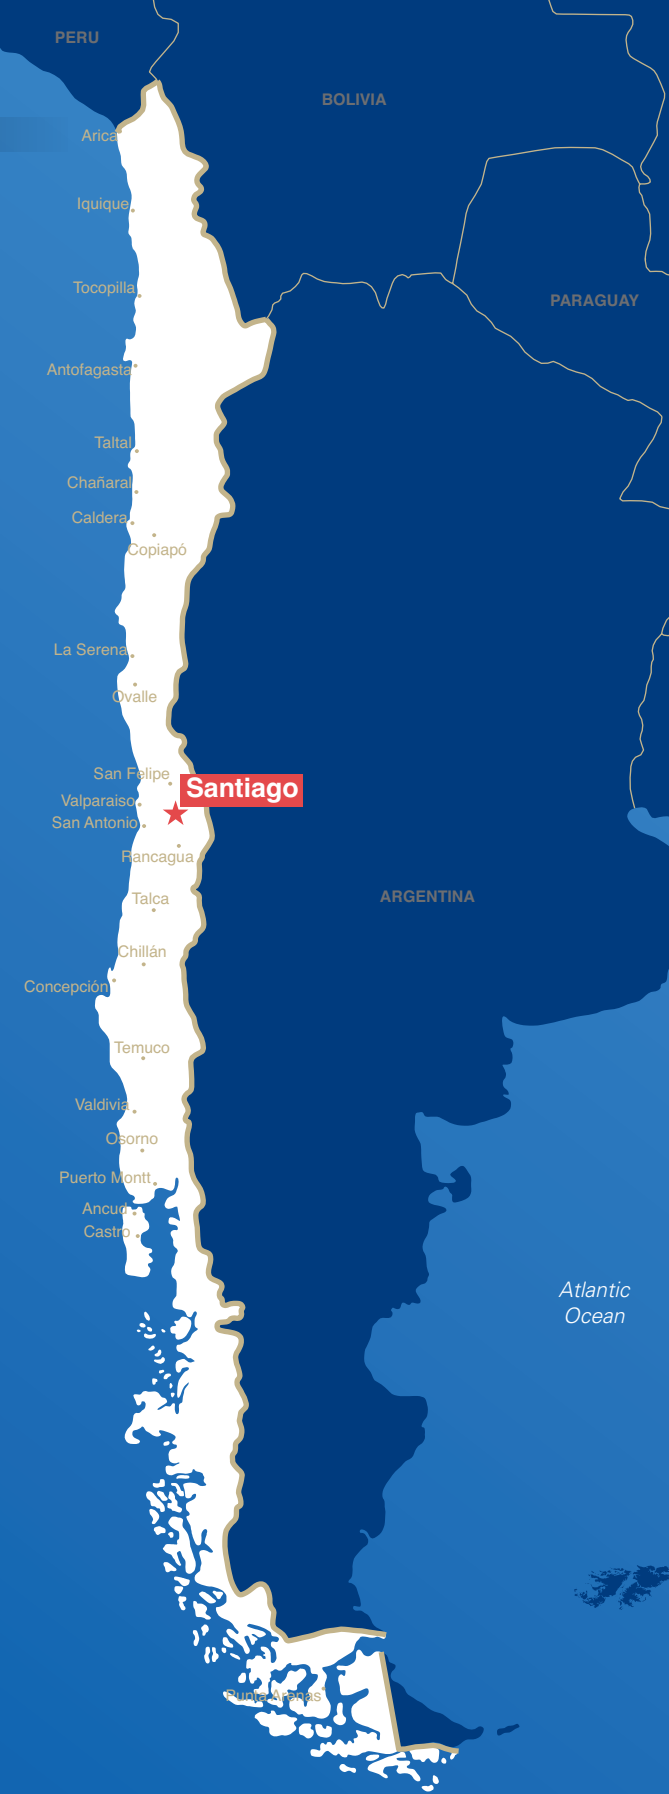 PERU
BOLIVIA
Arica
Iquique
Tocopilla
PARAGUAY
Antofagasta
Taltal
Chañaral
Caldera
Copiapó
La Serena
Ovalle
San Felipe
Santiago
Valparaiso
San Antonio
Rancagua
ARGENTINA
Talca
Chillán
Concepción
Temuco
Valdivia
Osorno
Puerto Montt
Ancud
Castro
Atlantic
Ocean
Punta Arenas